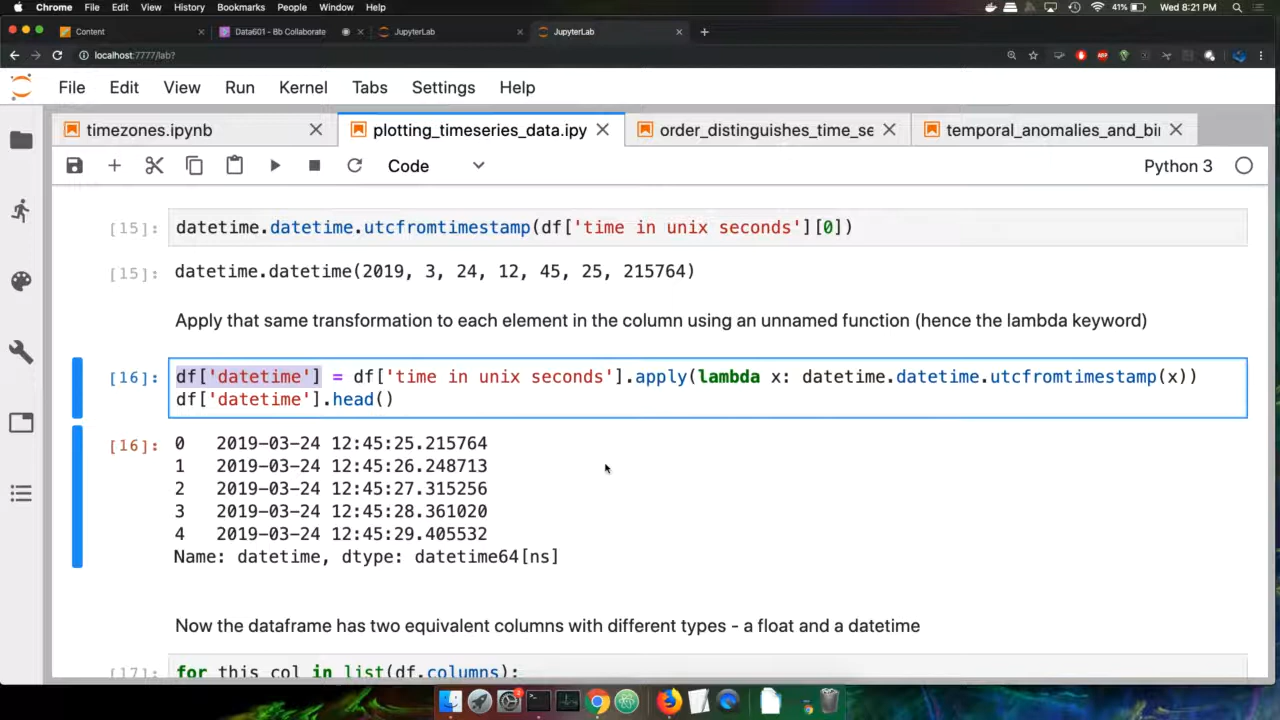 Chrome File Edit View History Bookmarks People Window Help 41% Wed 8:21 PM
Content Data601 - Bb Collaborate JupyterLab JupyterLab
localhost:7777/lab?
File Edit View Run Kernel Tabs Settings Help
timezones.ipynb plotting_timeseries_data.ipy order_distinguishes_time_se temporal_anomalies_and_bi
Code Python 3
[15]: datetime.datetime.utcfromtimestamp(df['time in unix seconds'][0])
[15]: datetime.datetime(2019, 3, 24, 12, 45, 25, 215764)
Apply that same transformation to each element in the column using an unnamed function (hence the lambda keyword)
[16]: df['datetime'] = df['time in unix seconds'].apply(lambda x: datetime.datetime.utcfromtimestamp(x))
df['datetime'].head()
[16]: 0 2019-03-24 12:45:25.215764
1 2019-03-24 12:45:26.248713
2 2019-03-24 12:45:27.315256
3 2019-03-24 12:45:28.361020
4 2019-03-24 12:45:29.405532
Name: datetime, dtype: datetime64[ns]
Now the dataframe has two equivalent columns with different types - a float and a datetime
[17]: for this_col in list(df.columns):